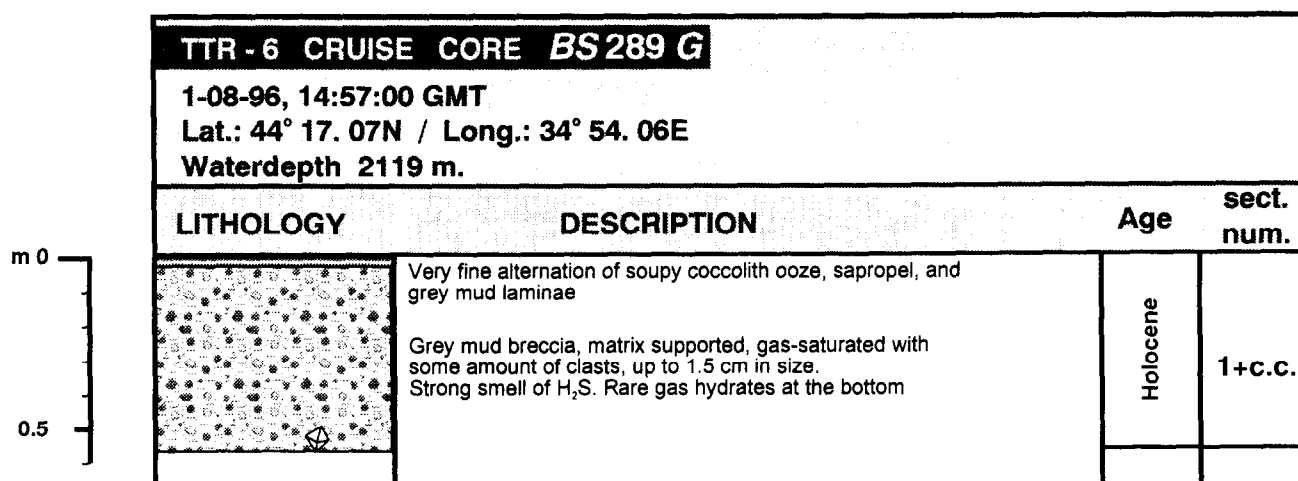 TTR - 6 CRUISE CORE BS 289 G
1-08-96, 14:57:00 GMT
Lat.: 44° 17. 07N / Long.: 34° 54. 06E
Waterdepth 2119 m.
LITHOLOGY DESCRIPTION Age sect. num.
m 0
Very fine alternation of soupy coccolith ooze, sapropel, and
grey mud laminae
Grey mud breccia, matrix supported, gas-saturated with
some amount of clasts, up to 1.5 cm in size.
Strong smell of H₂S. Rare gas hydrates at the bottom
Holocene
1+c.c.
0.5